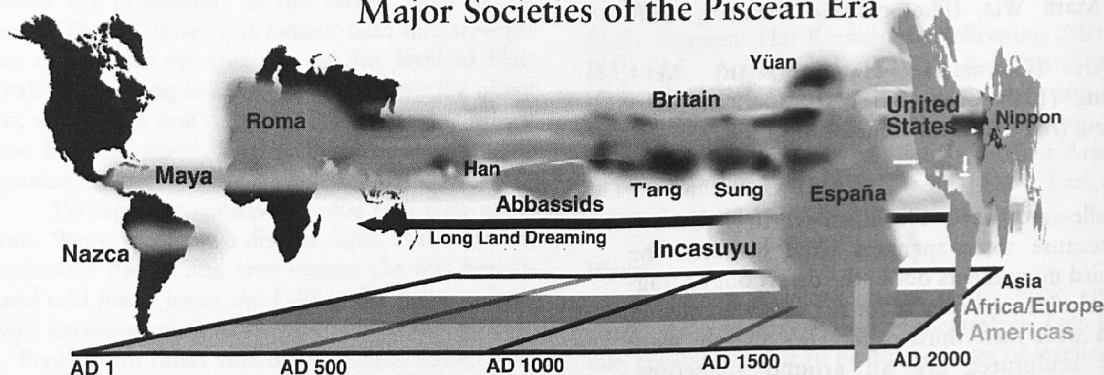 Major Societies of the Piscean Era
Yüan
Britain
Roma
United
States
Nippon
Han
Maya
T'ang
Sung
España
Abbassids
Long Land Dreaming
Incasuyu
Nazca
Asia
Africa/Europe
Americas
AD 1
AD 500
AD 1000
AD 1500
AD 2000